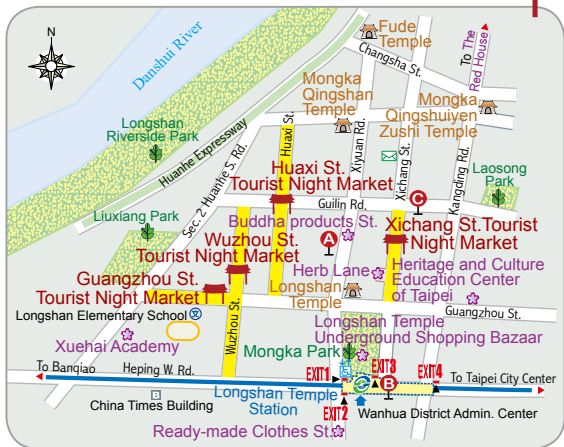 N
Danshui River
Fude
Temple
Changsha St.
To The
Red House
Mongka
Qingshan
Temple
Mongka
Qingshuiyen
Zushi Temple
Longshan
Riverside Park
Huanhe Expressway
Sec. 2 Huanhe S. Rd.
Huaxi St.
Xiyuan Rd.
Xichang St.
Kangding Rd.
Laosong
Park
Huaxi St.
Tourist Night Market
Guilin Rd.
C
Liuxiang Park
Buddha products St.
A
Xichang St.Tourist
Night Market
Wuzhou St.
Tourist Night Market
Herb Lane
Heritage and Culture
Education Center
of Taipei
Guangzhou St.
Tourist Night Market
Longshan
Temple
Guangzhou St.
Longshan Elementary School
文
Wuzhou St.
Longshan Temple
Underground Shopping Bazaar
Xuehai Academy
Mongka Park
To Banqiao
Heping W. Rd.
EXIT1
EXIT3
EXIT4
B
To Taipei City Center
China Times Building
Longshan Temple
Station
EXIT2
Wanhua District Admin. Center
Ready-made Clothes St.